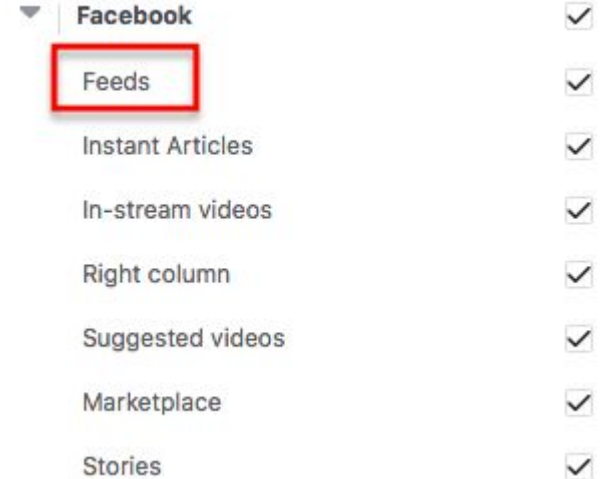 Facebook
Feeds
Instant Articles
In-stream videos
Right column
Suggested videos
Marketplace
Stories